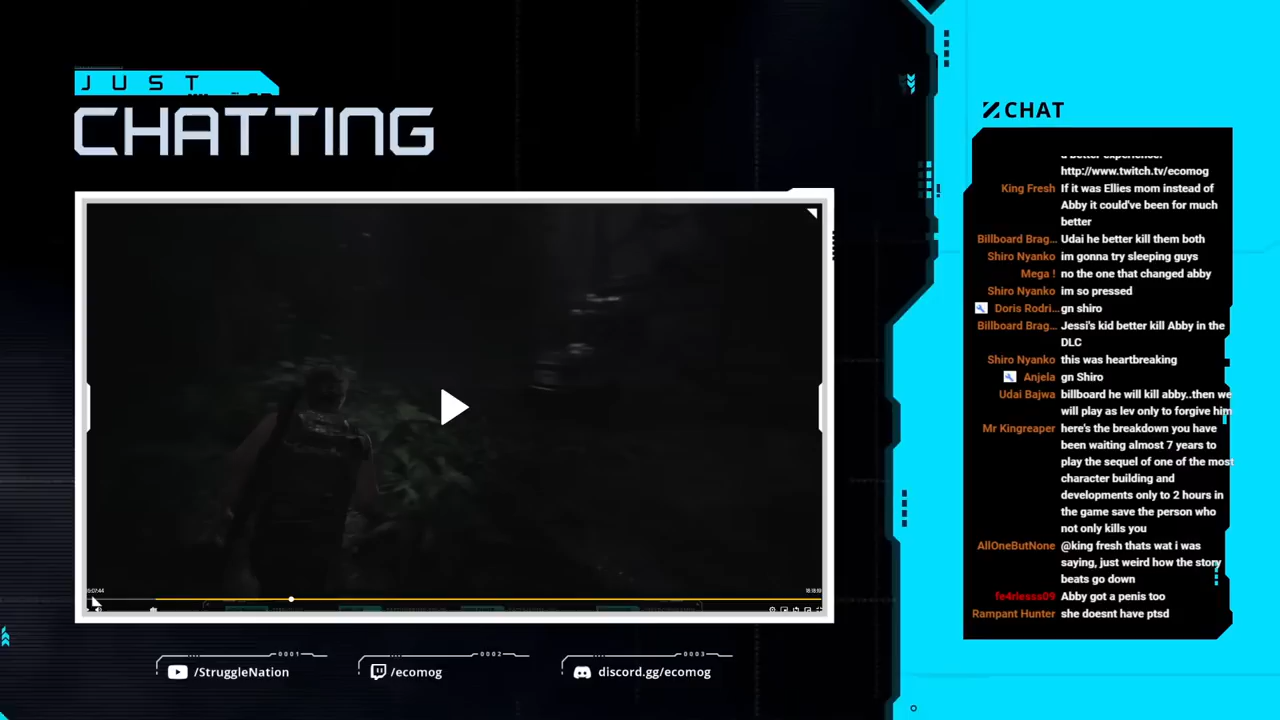 JUST
CHATTING
CHAT
a better experience.
http://www.twitch.tv/ecomog
King Fresh If it was Ellies mom instead of
Abby it could've been for much
better
Billboard Brag... Udai he better kill them both
Shiro Nyanko im gonna try sleeping guys
Mega ! no the one that changed abby
Shiro Nyanko im so pressed
Doris Rodri... gn shiro
Billboard Brag... Jessi's kid better kill Abby in the
DLC
Shiro Nyanko this was heartbreaking
Anjela gn Shiro
Udai Bajwa billboard he will kill abby..then we
will play as lev only to forgive him
Mr Kingreaper here's the breakdown you have
been waiting almost 7 years to
play the sequel of one of the most
character building and
developments only to 2 hours in
the game save the person who
not only kills you
AllOneButNone @king fresh thats wat i was
saying, just weird how the story
beats go down
fe4rlesss09 Abby got a penis too
Rampant Hunter she doesnt have ptsd
0001
/StruggleNation
0002
/ecomog
0003
discord.gg/ecomog